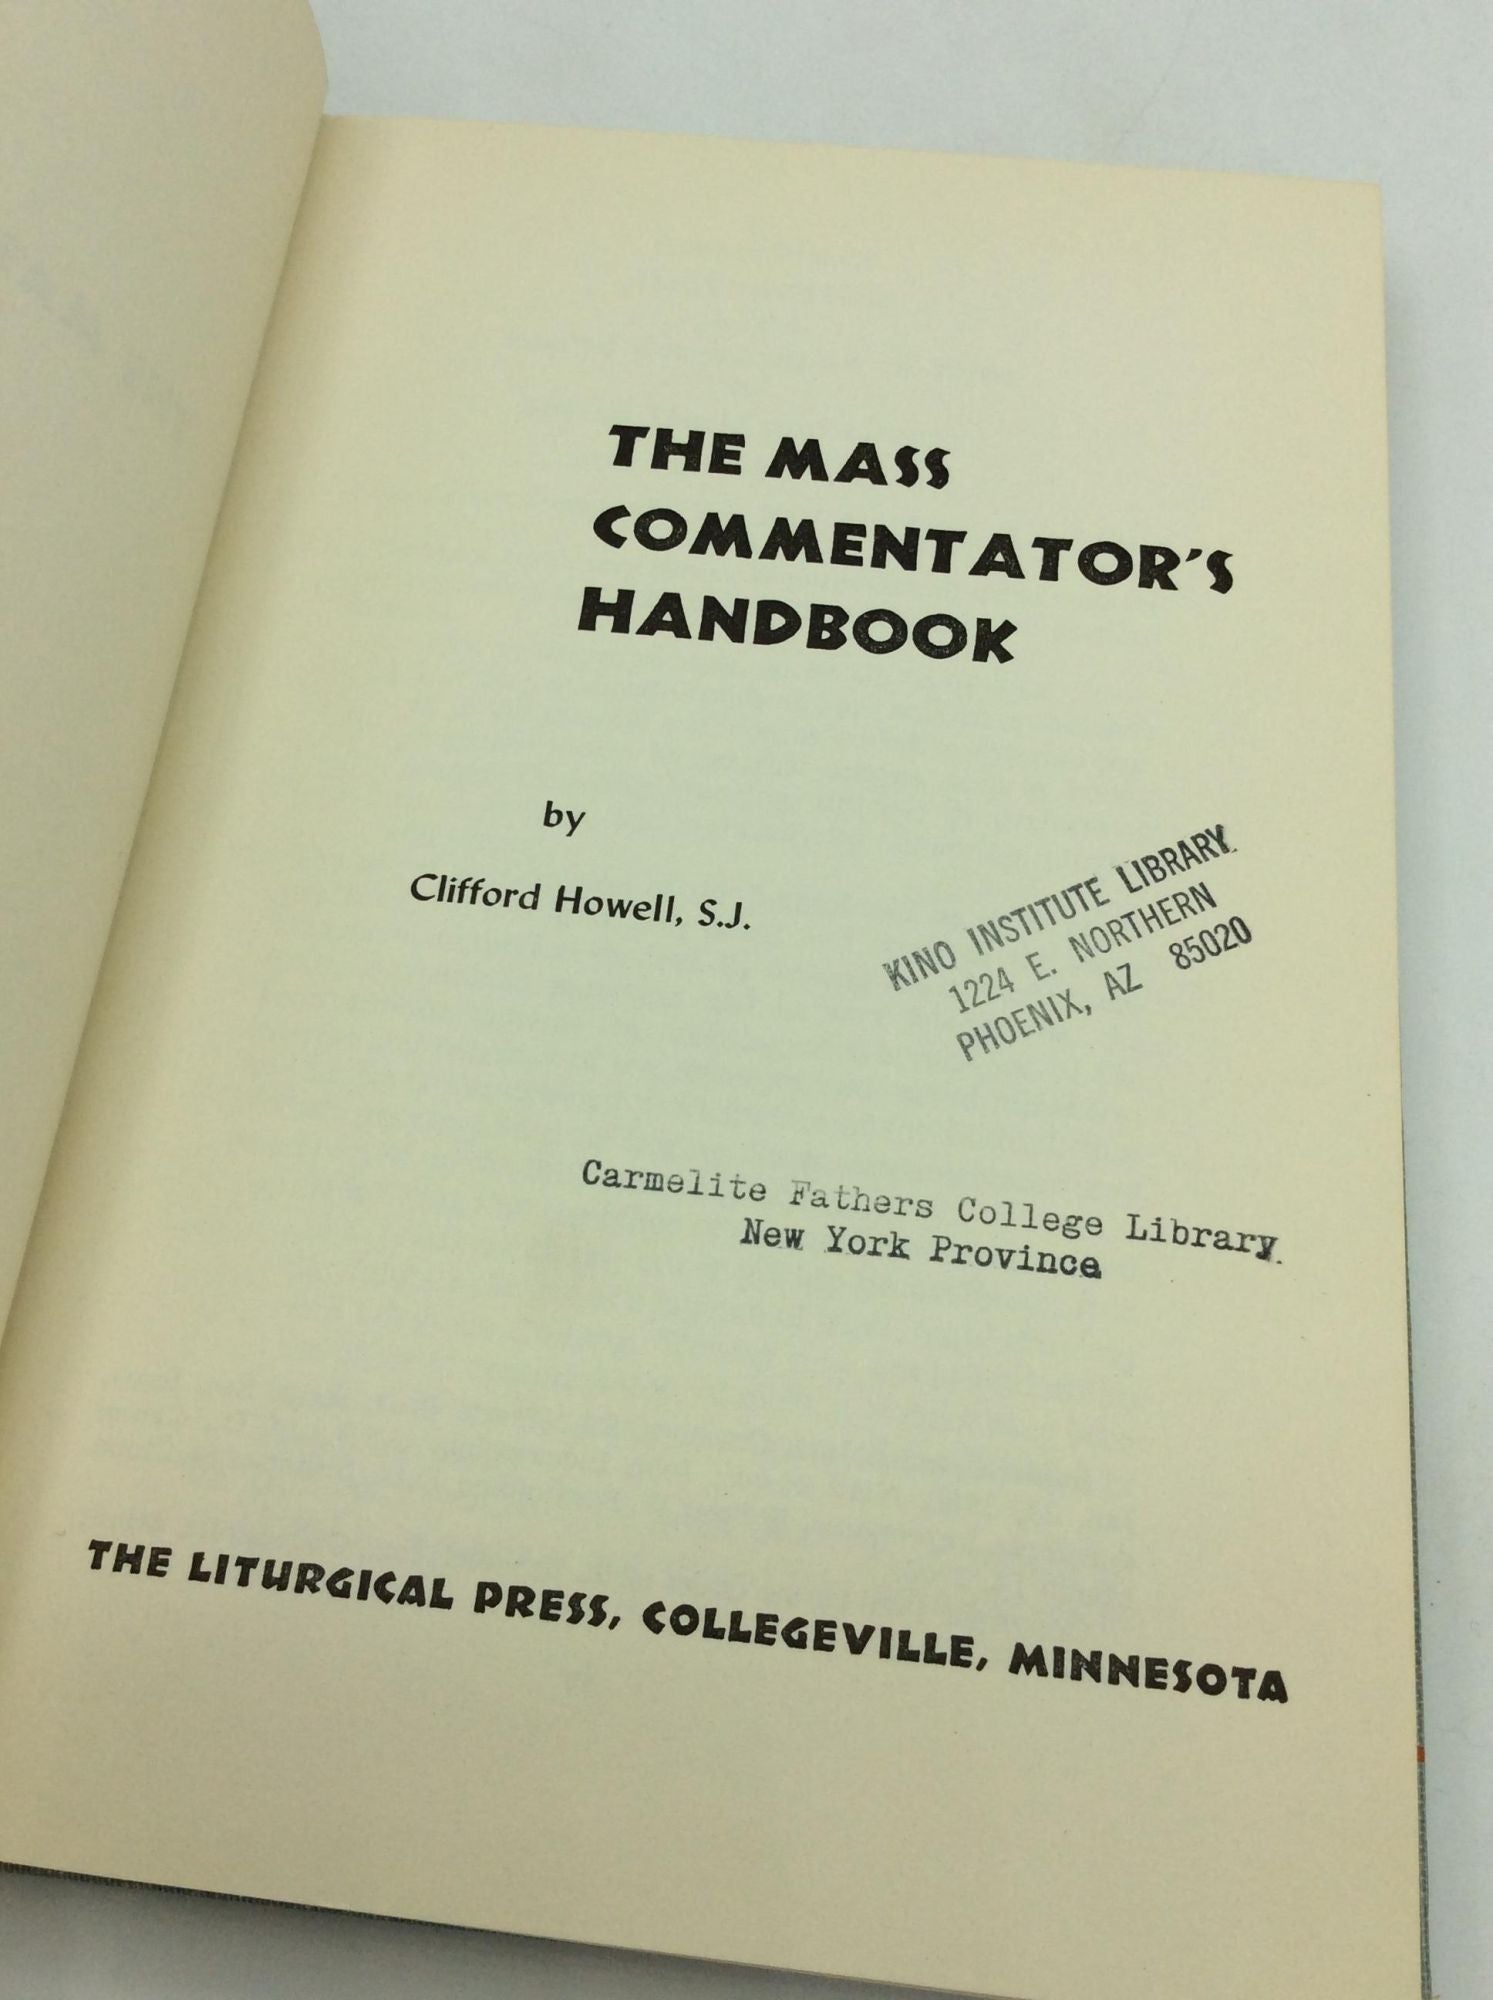 THE MASS
COMMENTATOR'S
HANDBOOK
by
Clifford Howell, S.J.
KINO INSTITUTE LIBRARY
1224 E. NORTHERN
PHOENIX, AZ 85020
Carmelite Fathers College Library
New York Province
THE LITURGICAL PRESS, COLLEGEVILLE, MINNESOTA